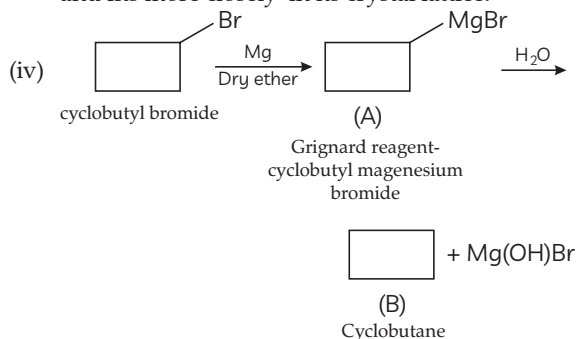 Br
MgBr
(iv)
Mg
Dry ether
H2O
cyclobutyl bromide
(A)
Grignard reagent-
cyclobutyl magenesium
bromide
+ Mg(OH)Br
(B)
Cyclobutane